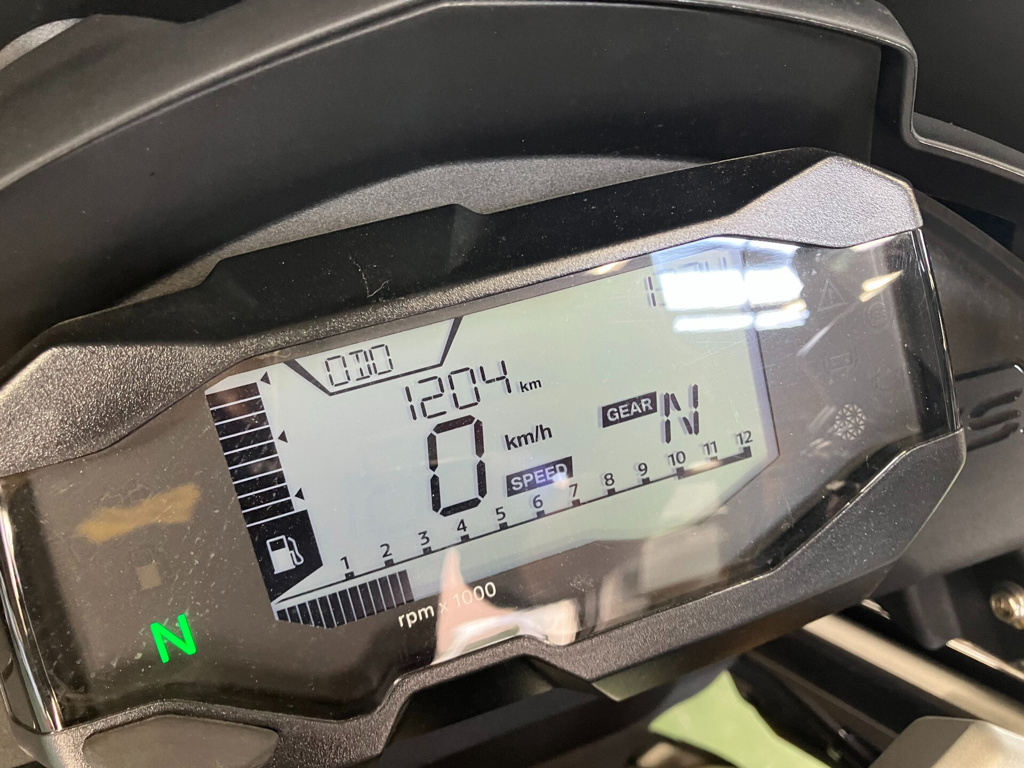 ODO
1204 km
0 km/h
SPEED
GEAR N
1 2 3 4 5 6 7 8 9 10 11 12
rpm x 1000
N